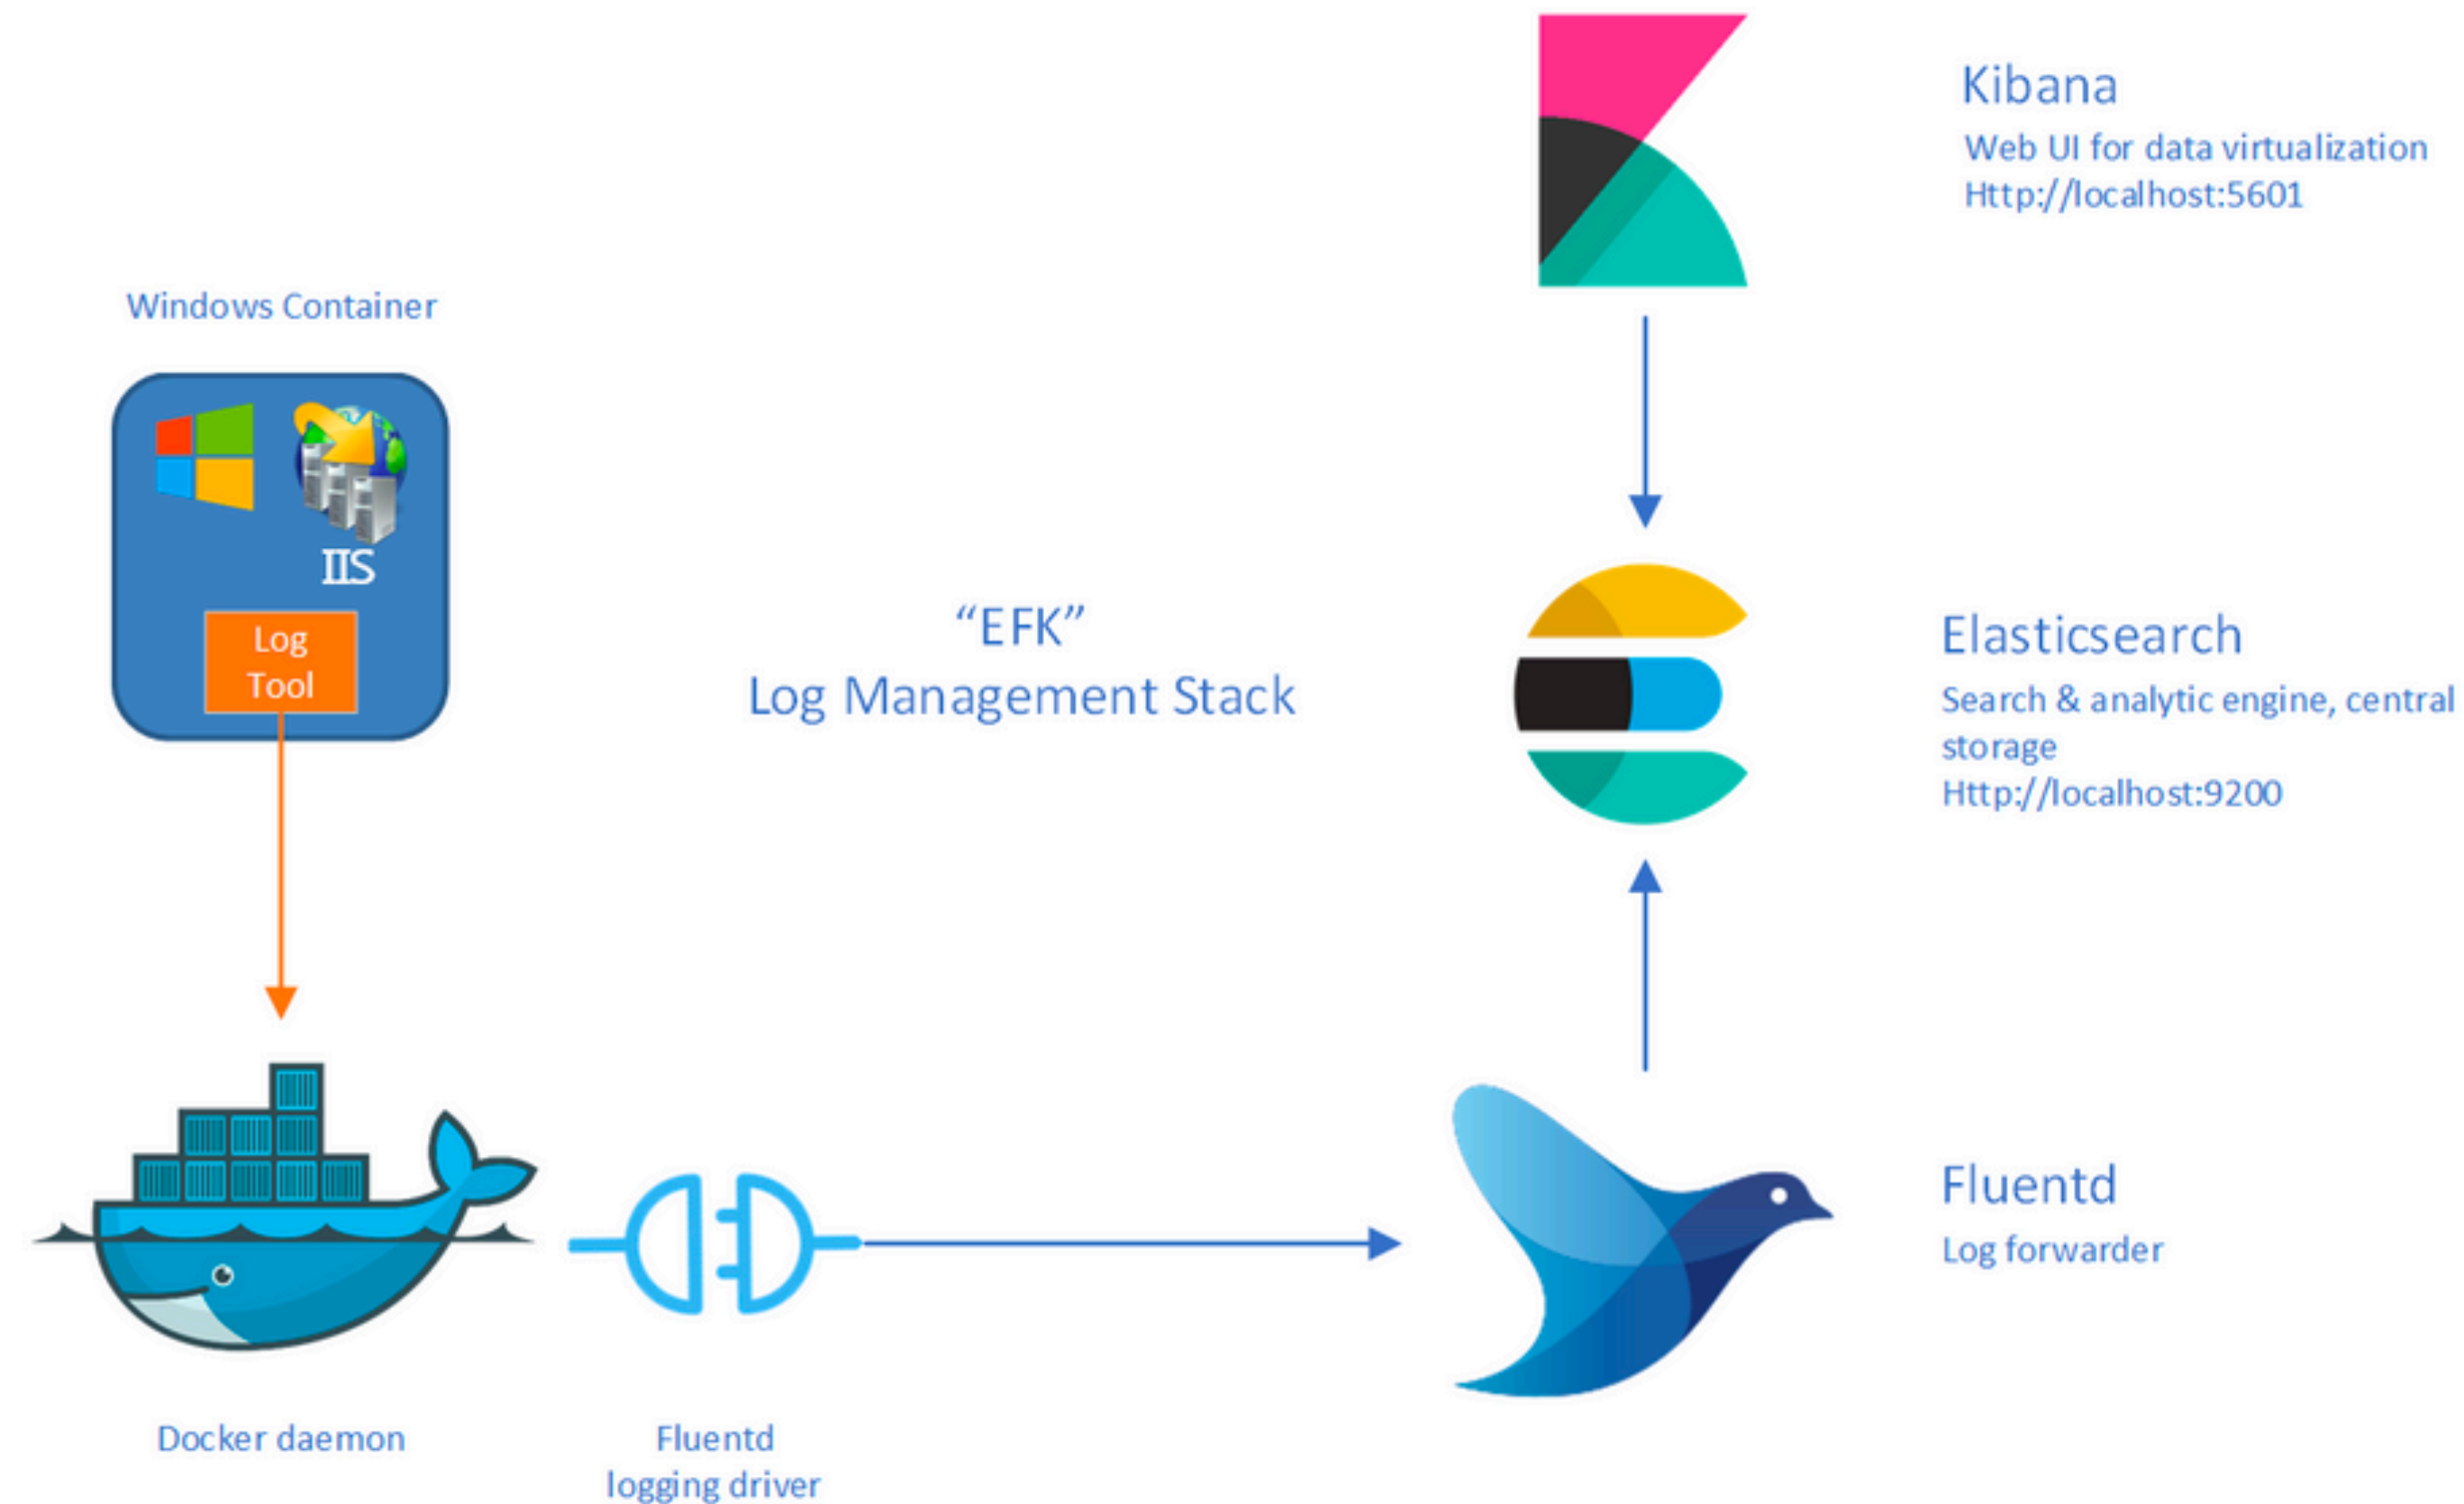 Kibana
Web UI for data virtualization
Http://localhost:5601
Windows Container
IIS
Log
Tool
“EFK”
Log Management Stack
Elasticsearch
Search & analytic engine, central
storage
Http://localhost:9200
Fluentd
Log forwarder
Docker daemon
Fluentd
logging driver